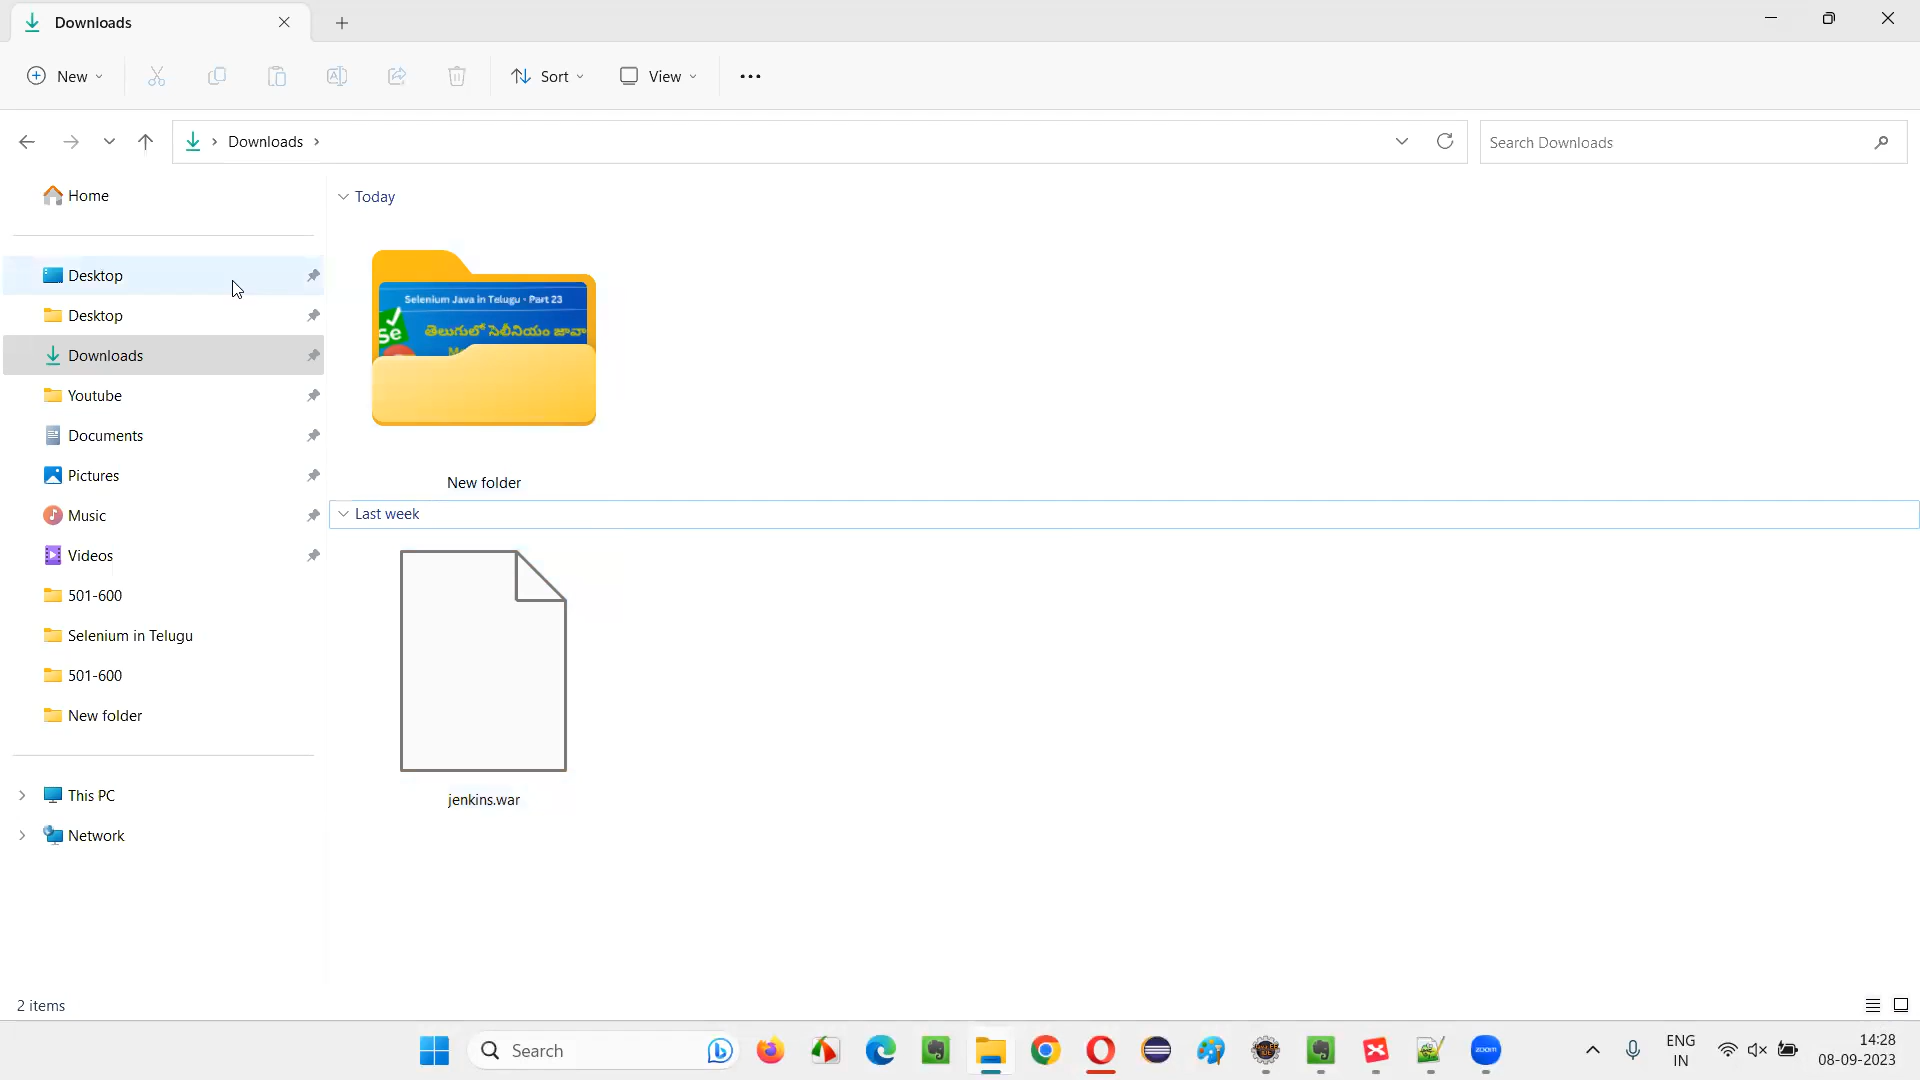 Downloads
New
Sort
View
Downloads
Search Downloads
Home
Desktop
Desktop
Downloads
Youtube
Documents
Pictures
Music
Videos
501-600
Selenium in Telugu
501-600
New folder
This PC
Network
Today
Selenium Java in Telugu - Part 23
తెలుగులో సెలీనియం జావా
Se
New folder
Last week
jenkins.war
2 items
Search
zoom
ENG
IN
14:28
08-09-2023